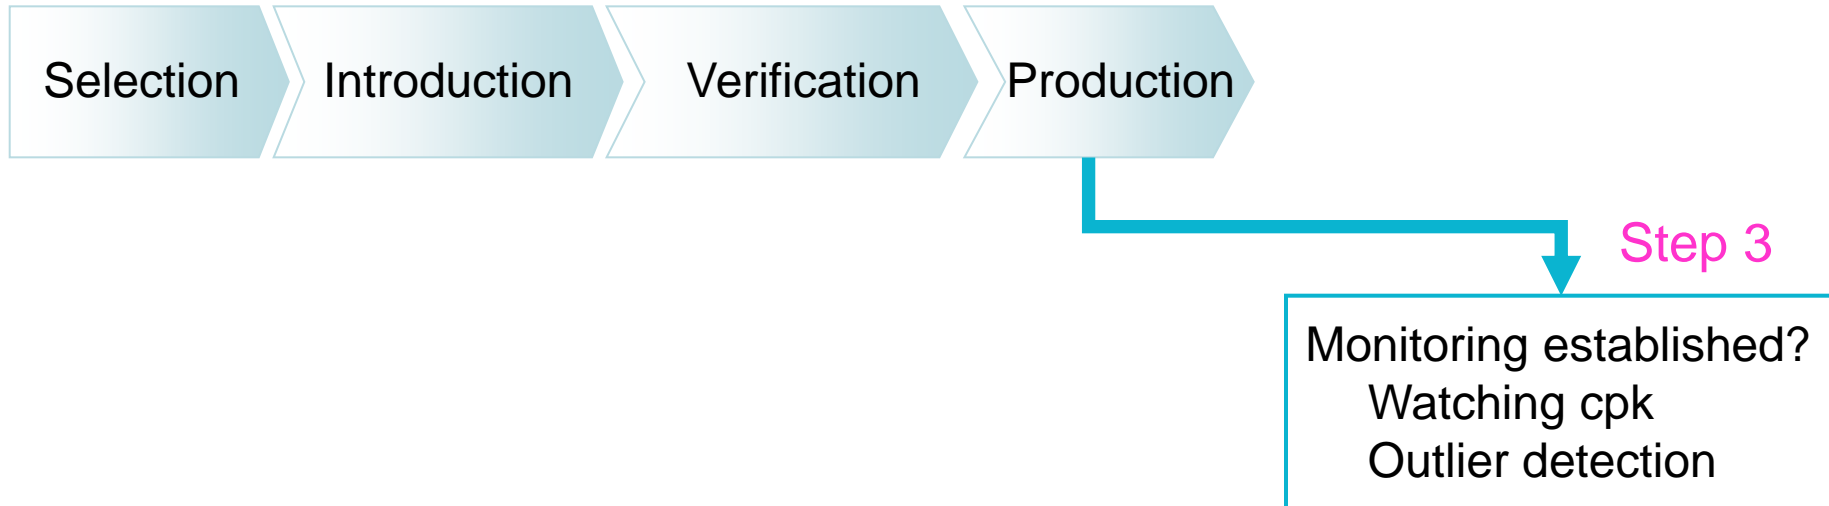 Selection
Introduction
Verification
Production
Step 3
Monitoring established?
Watching cpk
Outlier detection